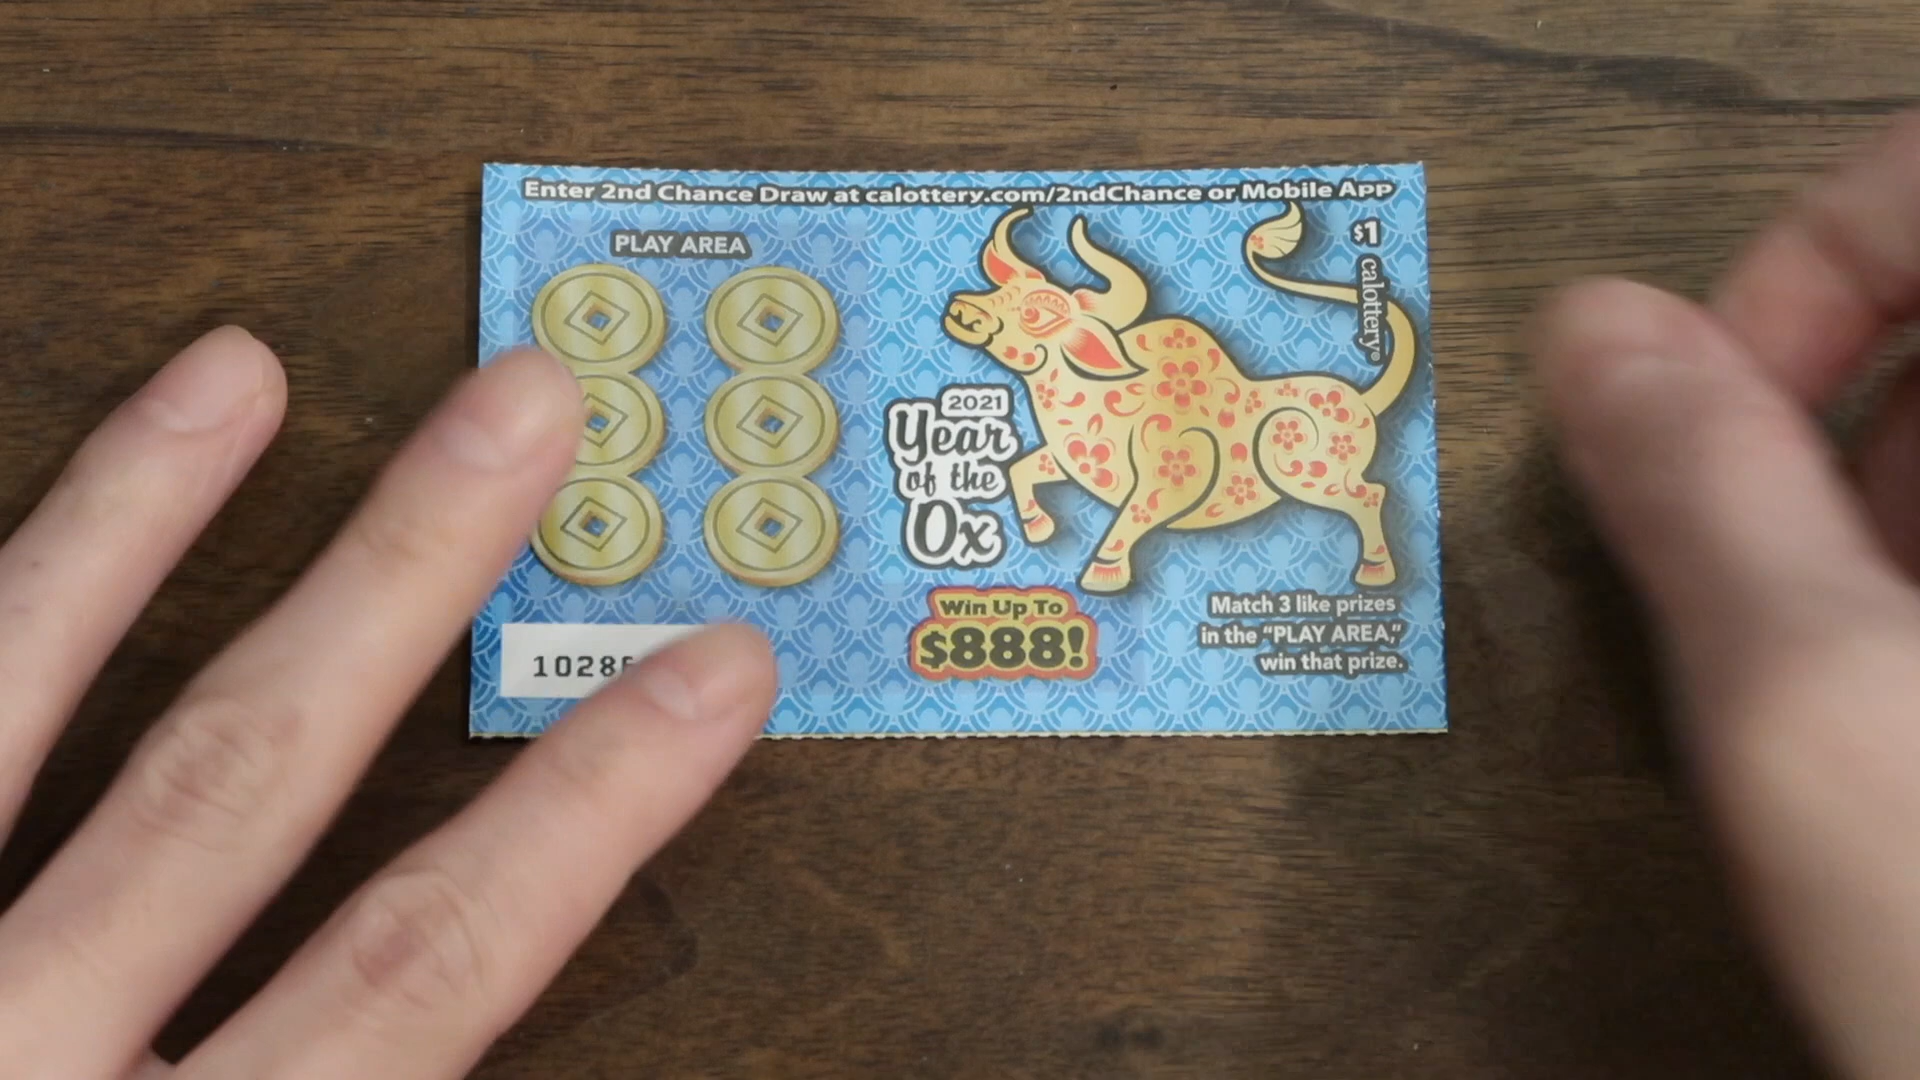 Enter 2nd Chance Draw at calottery.com/2ndChance or Mobile App
PLAY AREA
$1
calottery®
2021
Year
of the
Ox
Win Up To
$888!
Match 3 like prizes
in the “PLAY AREA,”
win that prize.
1028